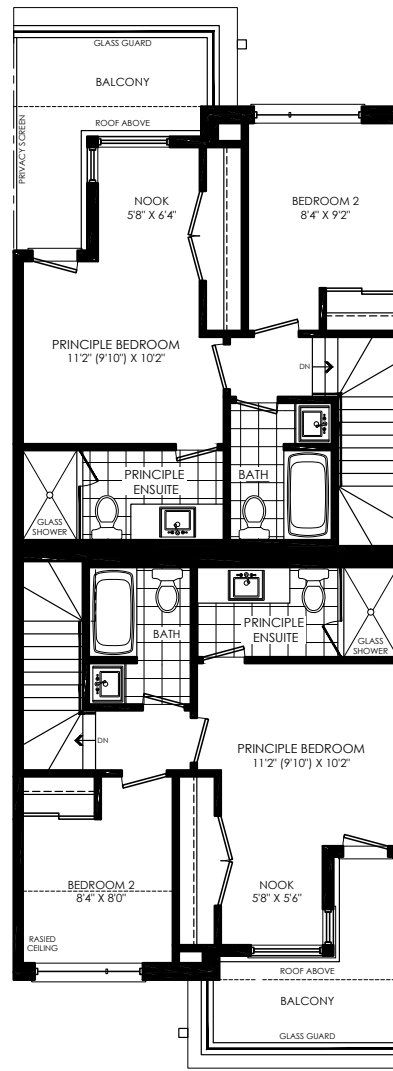 GLASS GUARD
BALCONY
ROOF ABOVE
PRIVACY SCREEN
NOOK
5'8" X 6'4"
BEDROOM 2
8'4" X 9'2"
PRINCIPLE BEDROOM
11'2" (9'10") X 10'2"
DN
PRINCIPLE
ENSUITE
BATH
GLASS
SHOWER
BATH
PRINCIPLE
ENSUITE
GLASS
SHOWER
DN
PRINCIPLE BEDROOM
11'2" (9'10") X 10'2"
BEDROOM 2
8'4" X 8'0"
NOOK
5'8" X 5'6"
RASIED
CEILING
ROOF ABOVE
BALCONY
GLASS GUARD